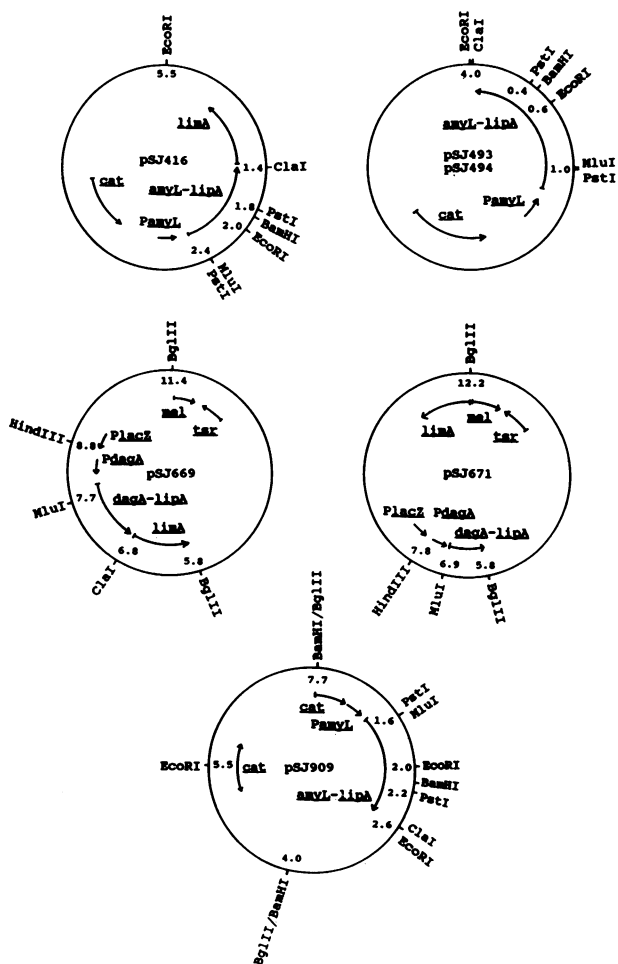 EcoRI
5.5
limA
pSJ416
1.4
ClaI
cat
amyL-lipA
1.8
PstI
BamHI
2.0
EcoRI
PamyL
2.4
MluI
PstI
EcoRI
ClaI
4.0
PstI
BamHI
0.4
EcoRI
0.6
amyL-lipA
pSJ493
pSJ494
1.0
MluI
PstI
PamyL
cat
BglII
11.4
mel
tsr
HindIII
8.8
PlacZ
PdagA
pSJ669
MluI
7.7
dagA-lipA
limA
6.8
ClaI
5.8
BglII
BglII
12.2
mel
limA
tsr
pSJ671
PlacZ
PdagA
dagA-lipA
7.8
6.9
5.8
HindIII
MluI
BglII
BamHI/BglII
7.7
cat
PamyL
PstI
MluI
1.6
EcoRI
5.5
cat
pSJ909
2.0
EcoRI
BamHI
amyL-lipA
2.2
PstI
2.6
ClaI
EcoRI
4.0
BglII/BamHI